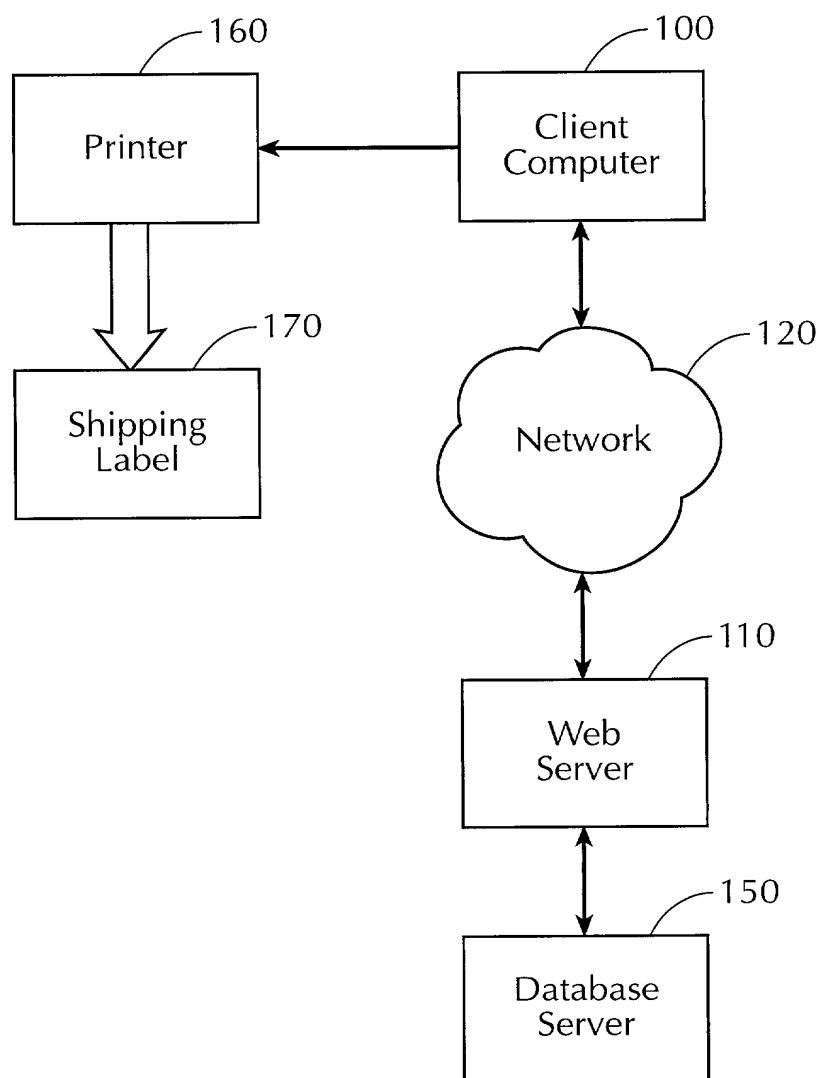 160
100
Printer
Client
Computer
170
120
Shipping
Label
Network
110
Web
Server
150
Database
Server